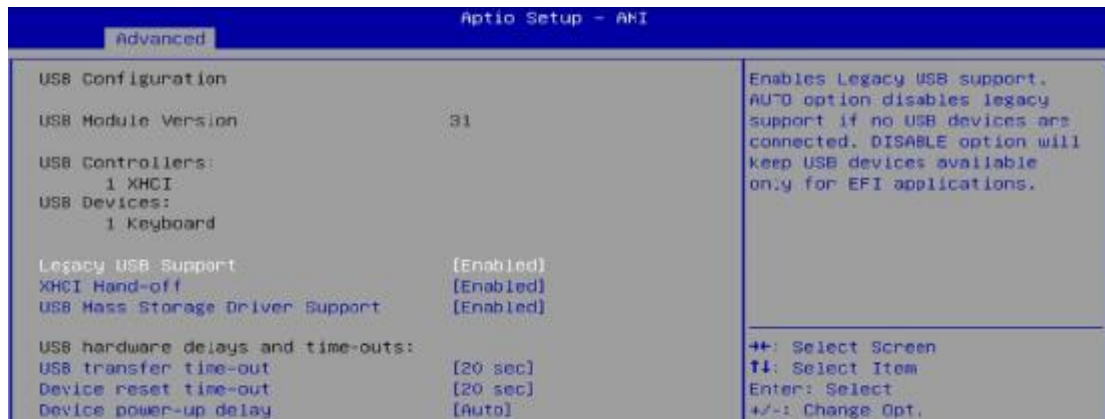 Aptio Setup - AMI
Advanced
USB Configuration
USB Module Version 31
USB Controllers:
1 XHCI
USB Devices:
1 Keyboard
Legacy USB Support [Enabled]
XHCI Hand-off [Enabled]
USB Mass Storage Driver Support [Enabled]
USB hardware delays and time-outs:
USB transfer time-out [20 sec]
Device reset time-out [20 sec]
Device power-up delay [Auto]
Enables Legacy USB support.
AUTO option disables legacy
support if no USB devices are
connected. DISABLE option will
keep USB devices available
only for EFI applications.
→←: Select Screen
↑↓: Select Item
Enter: Select
+/-: Change Opt.